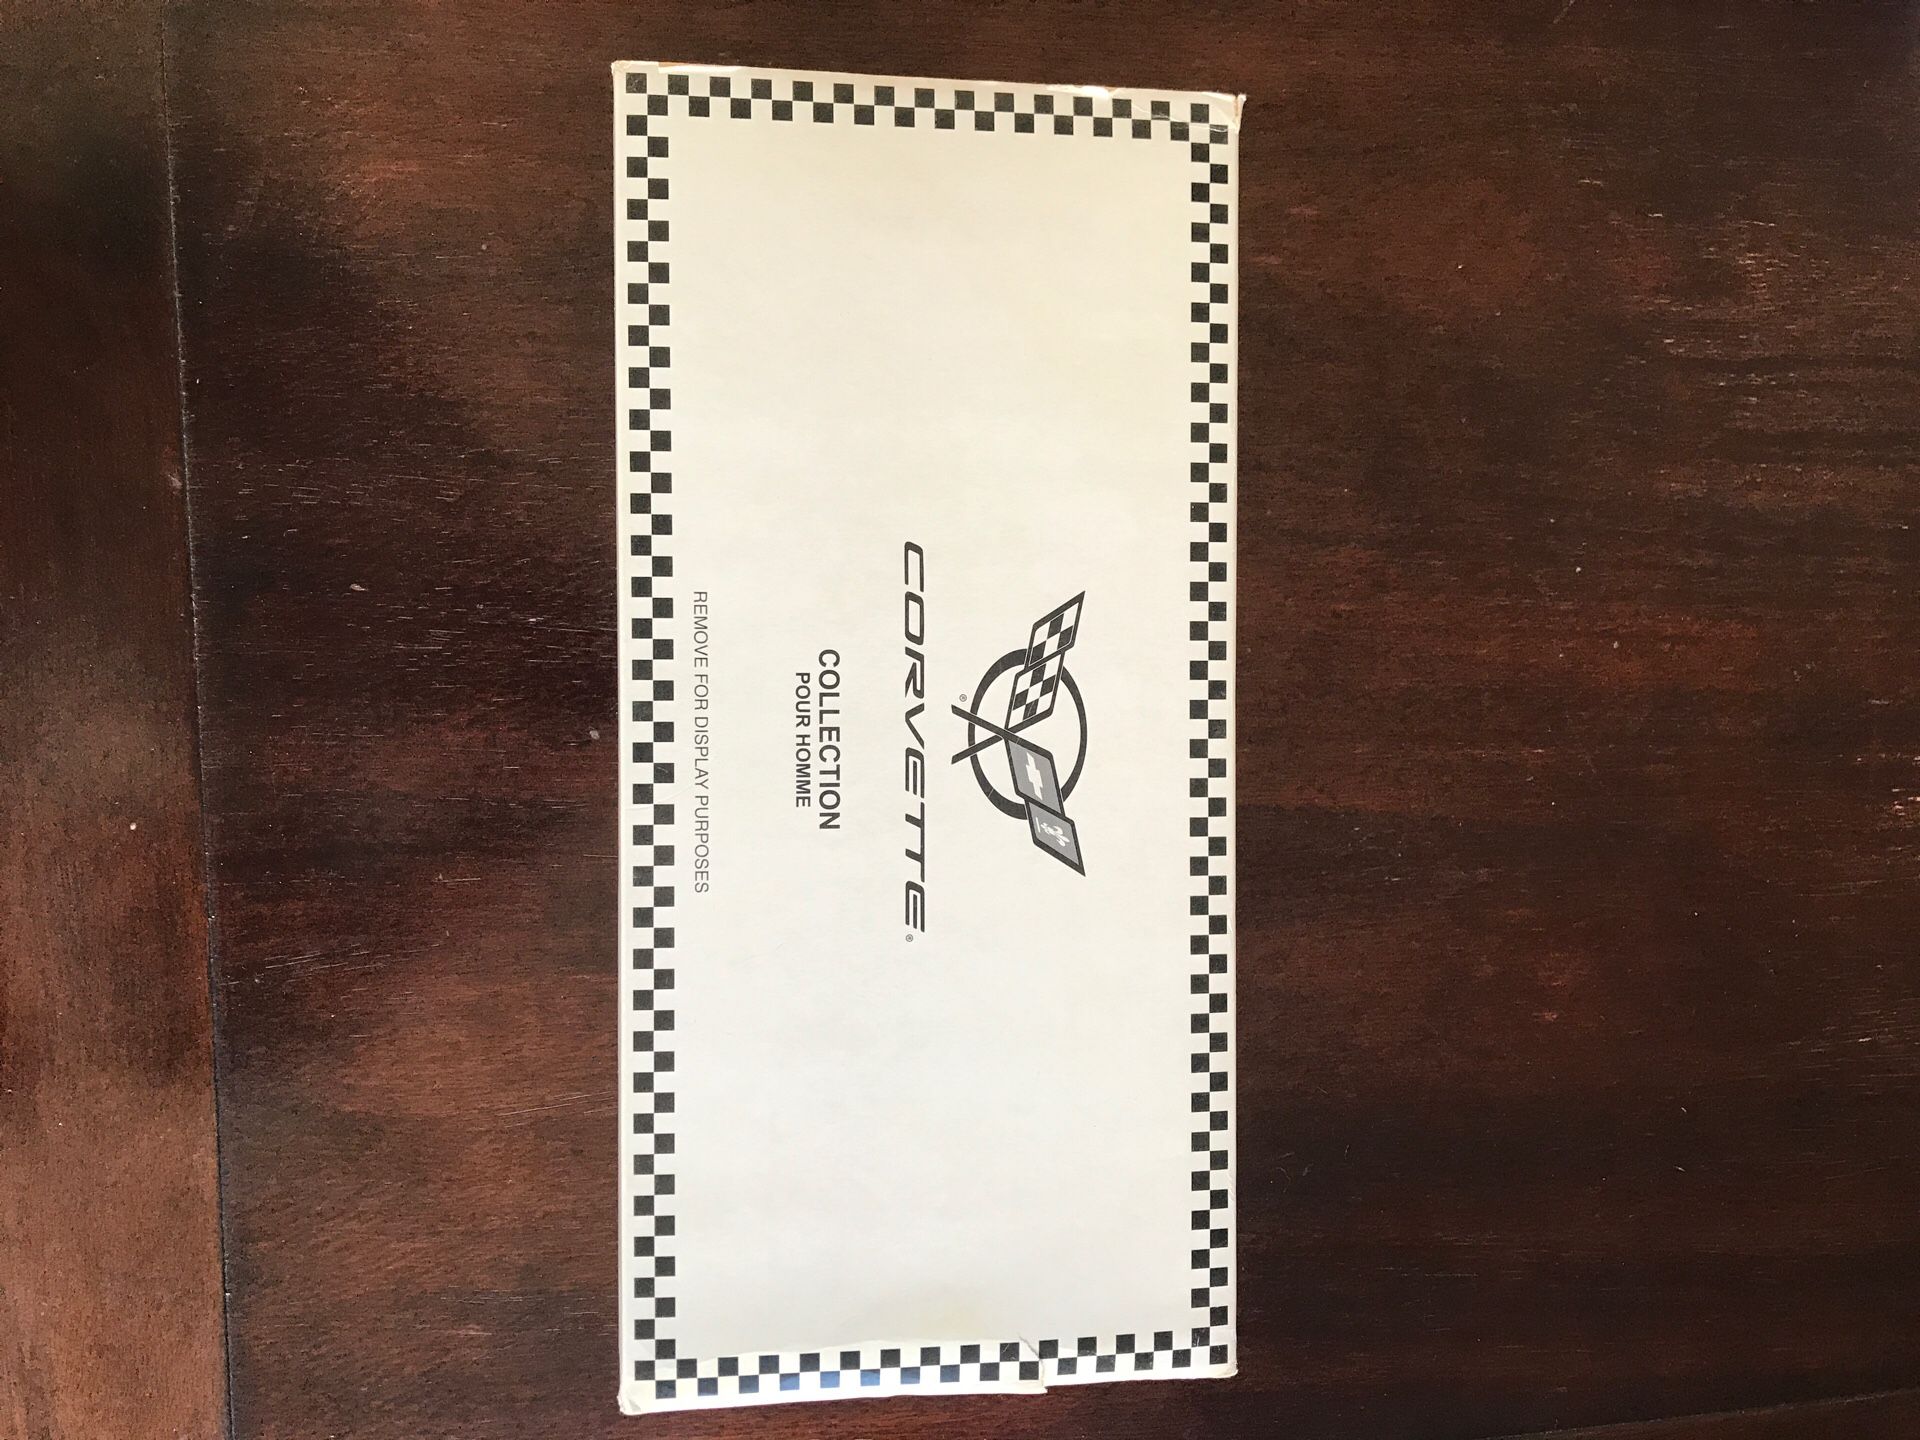 CORVETTE®
COLLECTION
POUR HOMME
REMOVE FOR DISPLAY PURPOSES